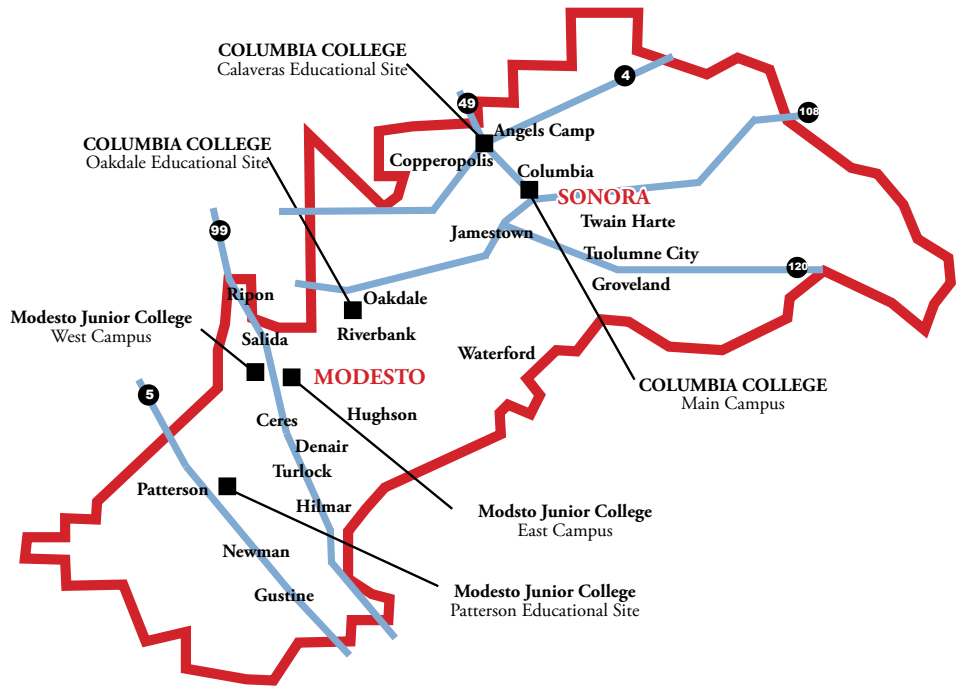 COLUMBIA COLLEGE
Calaveras Educational Site
4
49
108
Angels Camp
COLUMBIA COLLEGE
Oakdale Educational Site
Copperopolis
Columbia
SONORA
Twain Harte
99
Jamestown
Tuolumne City
120
Groveland
Ripon
Oakdale
Modesto Junior College
West Campus
Riverbank
Salida
Waterford
MODESTO
COLUMBIA COLLEGE
Main Campus
5
Hughson
Ceres
Denair
Turlock
Patterson
Hilmar
Modsto Junior College
East Campus
Newman
Gustine
Modesto Junior College
Patterson Educational Site